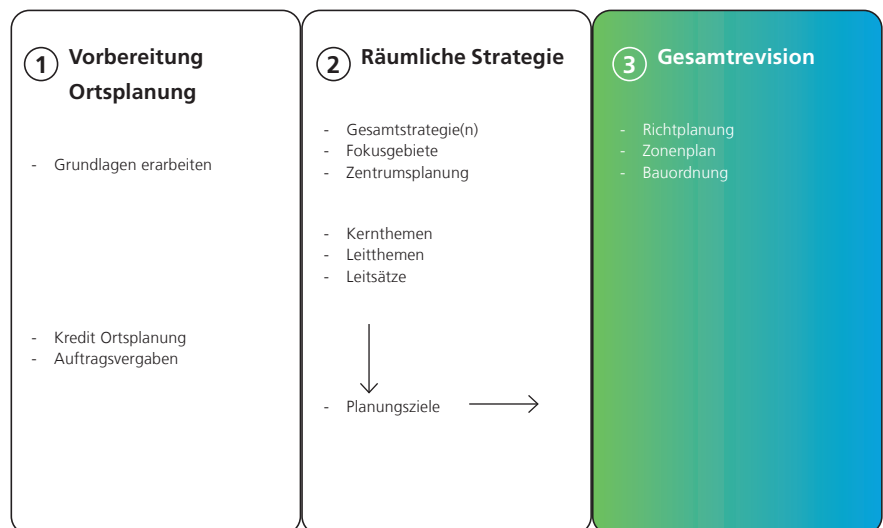 1 Vorbereitung
Ortsplanung
- Grundlagen erarbeiten
- Kredit Ortsplanung
- Auftragsvergaben
2 Räumliche Strategie
- Gesamtstrategie(n)
- Fokusgebiete
- Zentrumsplanung
- Kernthemen
- Leitthemen
- Leitsätze
- Planungsziele
3 Gesamtrevision
- Richtplanung
- Zonenplan
- Bauordnung